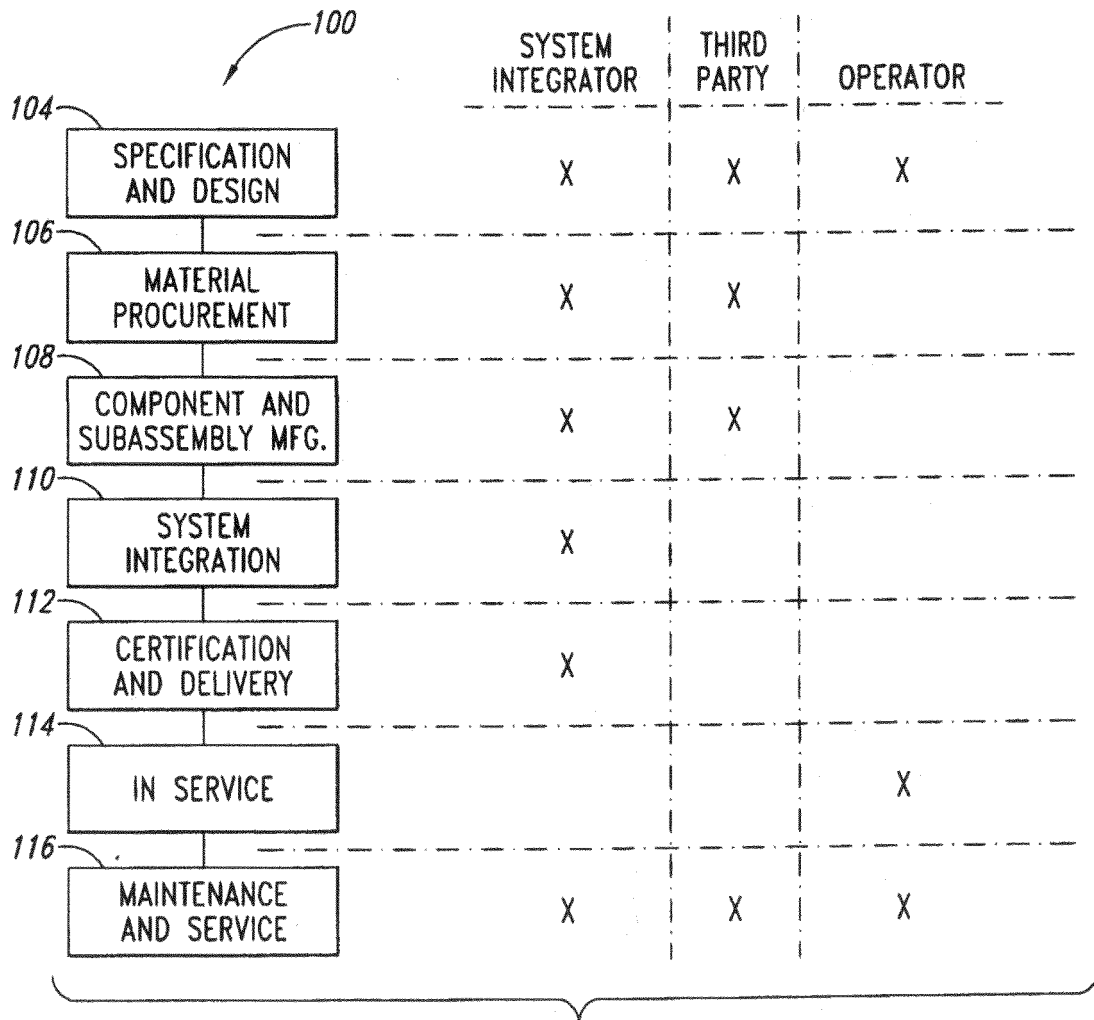 100
SYSTEM
INTEGRATOR
THIRD
PARTY
OPERATOR
104
SPECIFICATION
AND DESIGN
X X X
106
MATERIAL
PROCUREMENT
X X
108
COMPONENT AND
SUBASSEMBLY MFG.
X X
110
SYSTEM
INTEGRATION
X
112
CERTIFICATION
AND DELIVERY
X
114
IN SERVICE
X
116
MAINTENANCE
AND SERVICE
X X X